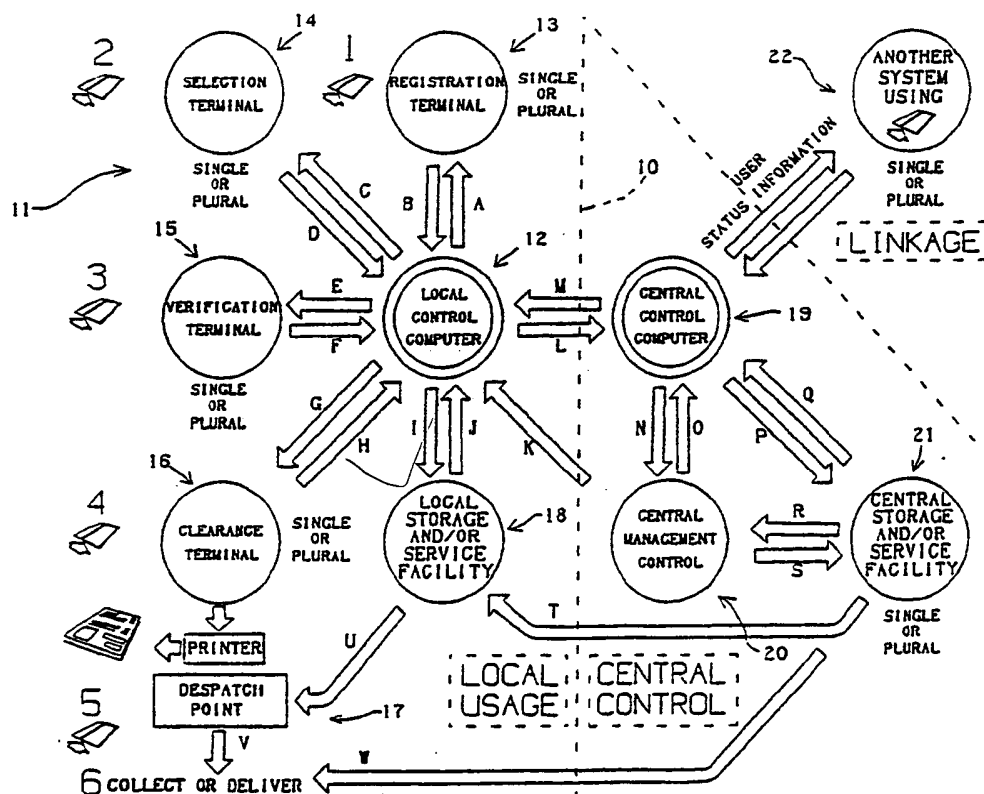 14
13
2
1
SELECTION
TERMINAL
REGISTRATION
TERMINAL
SINGLE
OR
PLURAL
22
ANOTHER
SYSTEM
USING
SINGLE
OR
PLURAL
11
SINGLE
OR
PLURAL
10
USER
STATUS INFORMATION
C
D
B
A
LINKAGE
15
12
3
VERIFICATION
TERMINAL
E
F
LOCAL
CONTROL
COMPUTER
M
L
CENTRAL
CONTROL
COMPUTER
19
SINGLE
OR
PLURAL
G
H
I
J
K
N
O
Q
P
16
21
4
CLEARANCE
TERMINAL
SINGLE
OR
PLURAL
LOCAL
STORAGE
AND/OR
SERVICE
FACILITY
18
CENTRAL
MANAGEMENT
CONTROL
R
S
CENTRAL
STORAGE
AND/OR
SERVICE
FACILITY
T
20
SINGLE
OR
PLURAL
PRINTER
U
DESPATCH
POINT
17
LOCAL
USAGE
CENTRAL
CONTROL
5
V
W
6 COLLECT OR DELIVER